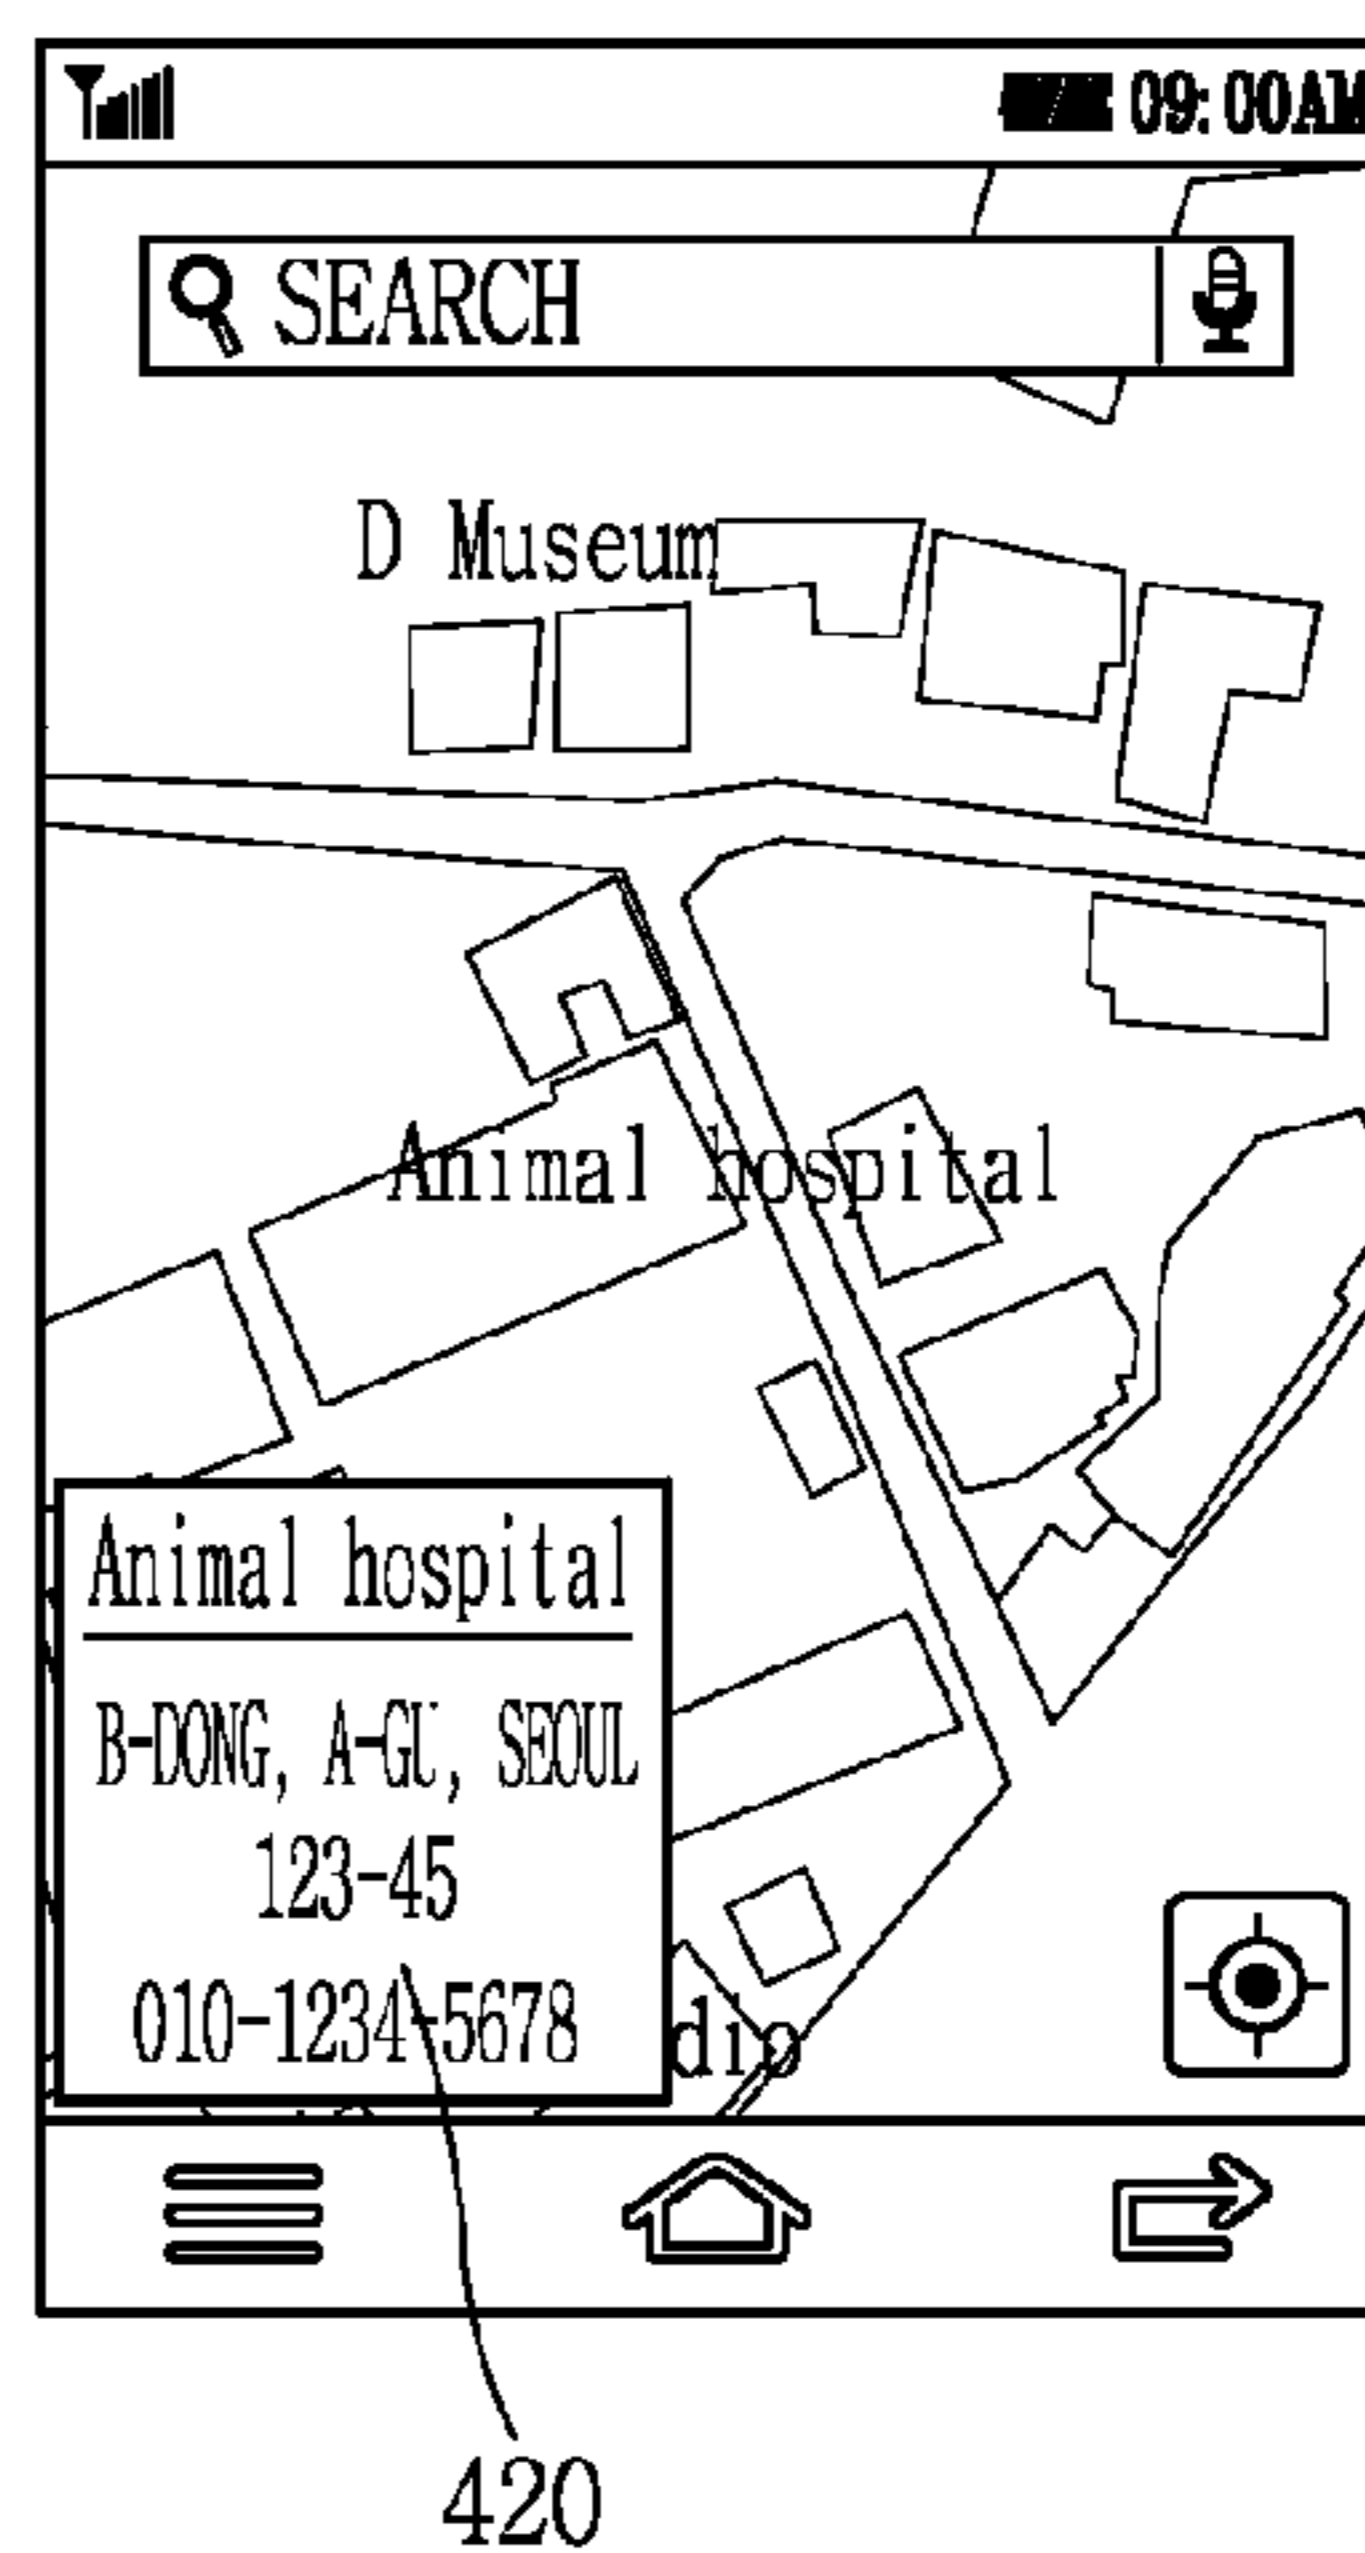 09:00AM
SEARCH
D Museum
Animal hospital
Animal hospital
B-DONG, A-GU, SEOUL
123-45
010-1234-5678
420